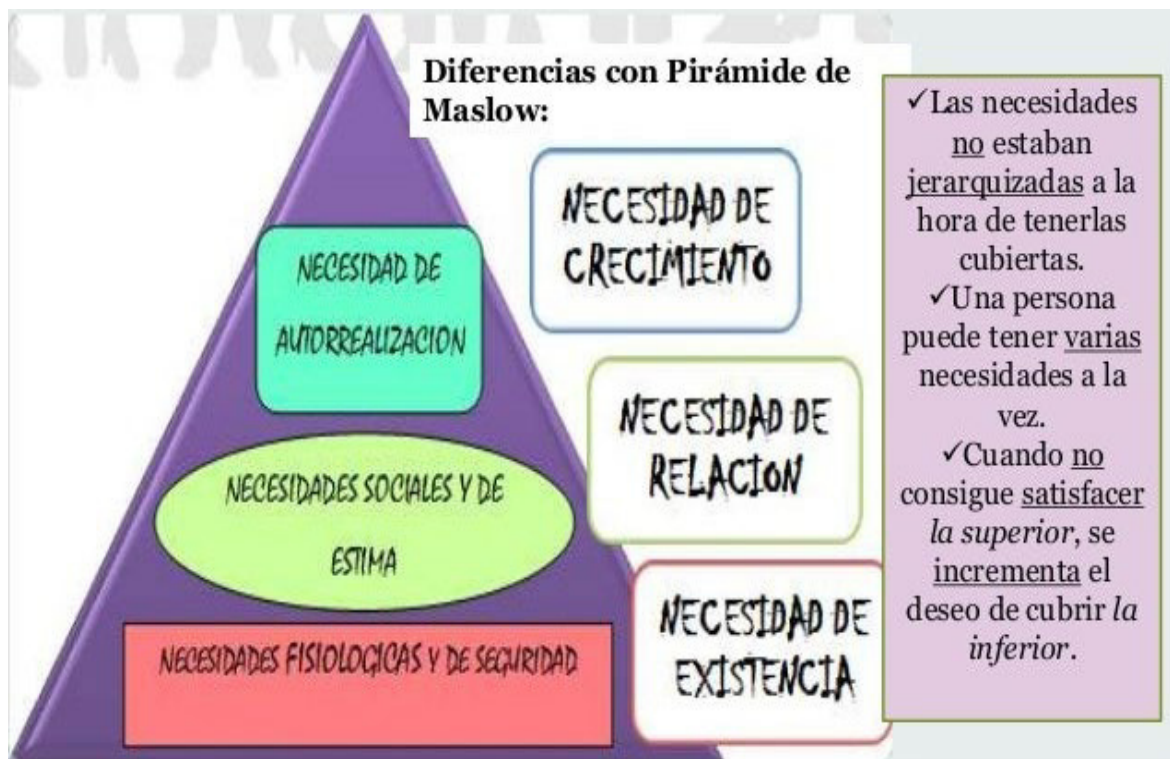 Diferencias con Pirámide de
Maslow:
NECESIDAD DE
AUTORREALIZACION
NECESIDADES SOCIALES Y DE
ESTIMA
NECESIDADES FISIOLOGICAS Y DE SEGURIDAD
NECESIDAD DE
CRECIMIENTO
NECESIDAD DE
RELACION
NECESIDAD DE
EXISTENCIA
✓Las necesidades
no estaban
jerarquizadas a la
hora de tenerlas
cubiertas.
✓Una persona
puede tener varias
necesidades a la
vez.
✓Cuando no
consigue satisfacer
la superior, se
incrementa el
deseo de cubrir la
inferior.